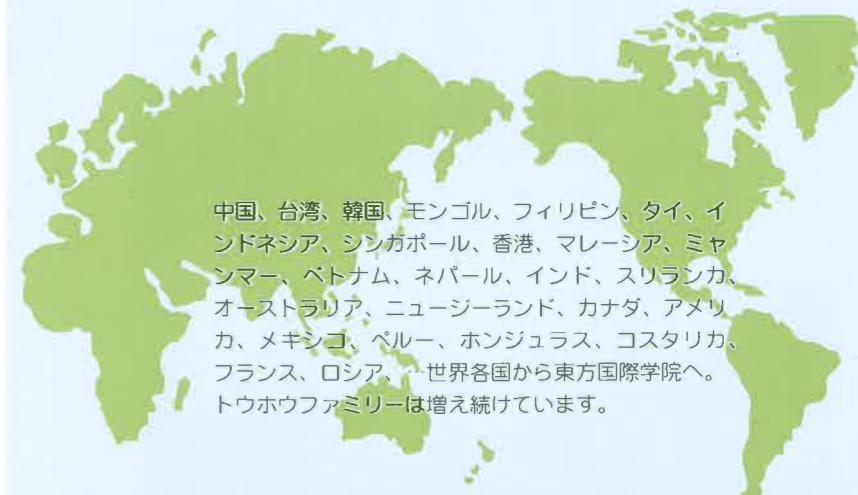 中国、台湾、韓国、モンゴル、フィリピン、タイ、イ
ンドネシア、シンガポール、香港、マレーシア、ミャ
ンマー、ベトナム、ネパール、インド、スリランカ、
オーストラリア、ニュージーランド、カナダ、アメリ
カ、メキシコ、ペルー、ホンジュラス、コスタリカ、
フランス、ロシア、…世界各国から東方国際学院へ。
トウホウファミリーは増え続けています。